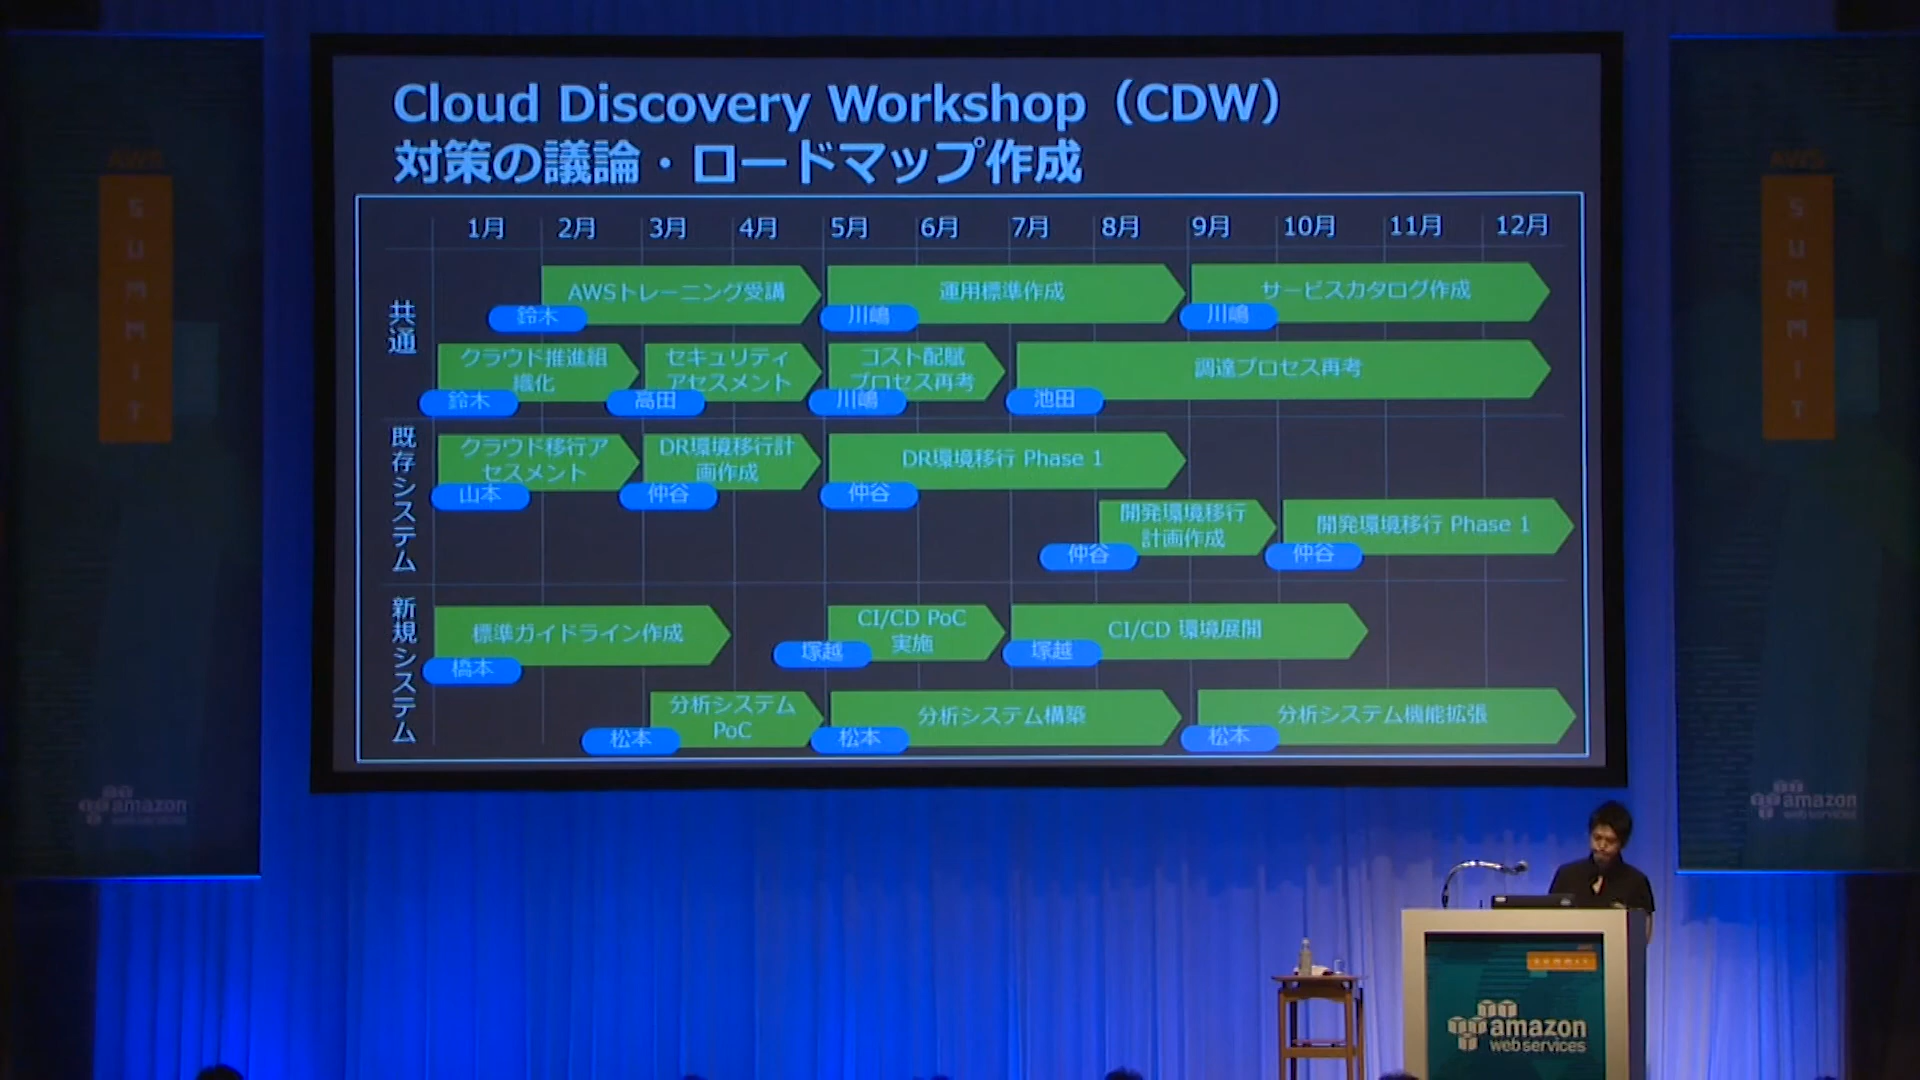 Cloud Discovery Workshop（CDW）
対策の議論・ロードマップ作成
1月 2月 3月 4月 5月 6月 7月 8月 9月 10月 11月 12月
共通
AWSトレーニング受講
鈴木
運用標準作成
川嶋
サービスカタログ作成
川嶋
クラウド推進組
織化
鈴木
セキュリティ
アセスメント
高田
コスト配賦
プロセス再考
川嶋
調達プロセス再考
池田
既存システム
クラウド移行ア
セスメント
山本
DR環境移行計
画作成
仲谷
DR環境移行 Phase 1
仲谷
開発環境移行
計画作成
仲谷
開発環境移行 Phase 1
仲谷
新規システム
標準ガイドライン作成
橋本
CI/CD PoC
実施
塚越
CI/CD 環境展開
塚越
分析システム
PoC
松本
分析システム構築
松本
分析システム機能拡張
松本
AWS
SUMMIT
amazon
web services
AWS
SUMMIT
amazon
web services
SUMMIT
amazon
web services